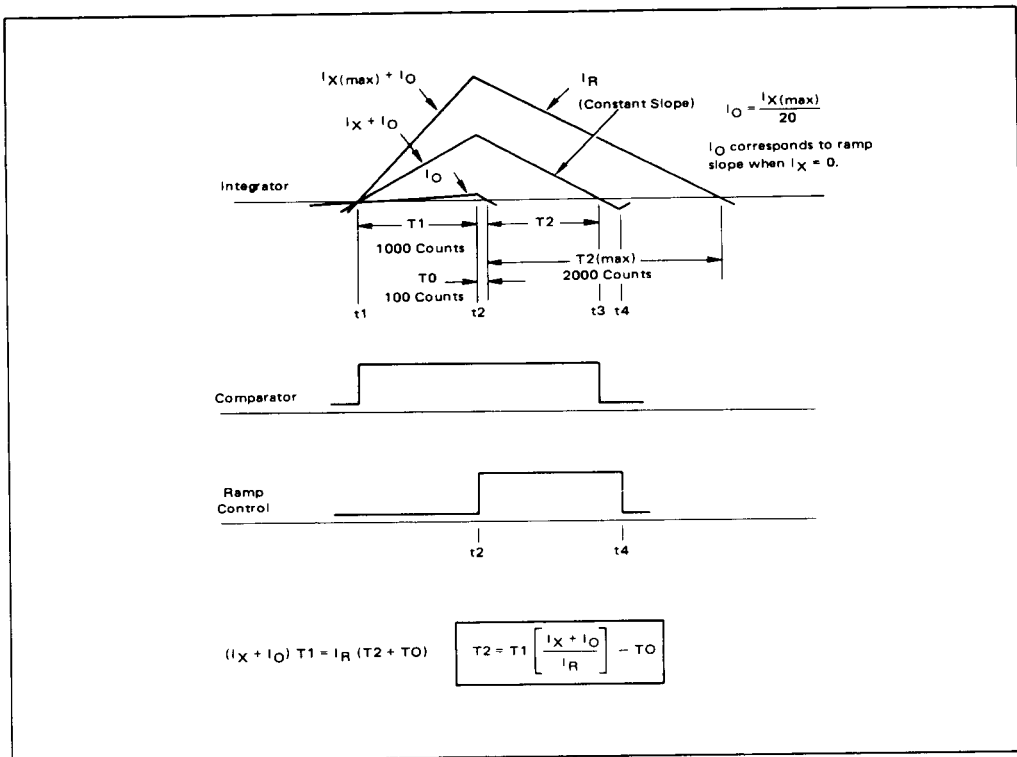 IX(max) + IO
IR
(Constant Slope)
IO = IX(max) / 20
IX + IO
IO corresponds to ramp
slope when IX = 0.
IO
Integrator
T1
T2
1000 Counts
T2(max)
2000 Counts
T0
100 Counts
t1
t2
t3
t4
Comparator
Ramp
Control
t2
t4
(IX + IO) T1 = IR (T2 + TO)
T2 = T1 [ IX + IO / IR ] − TO